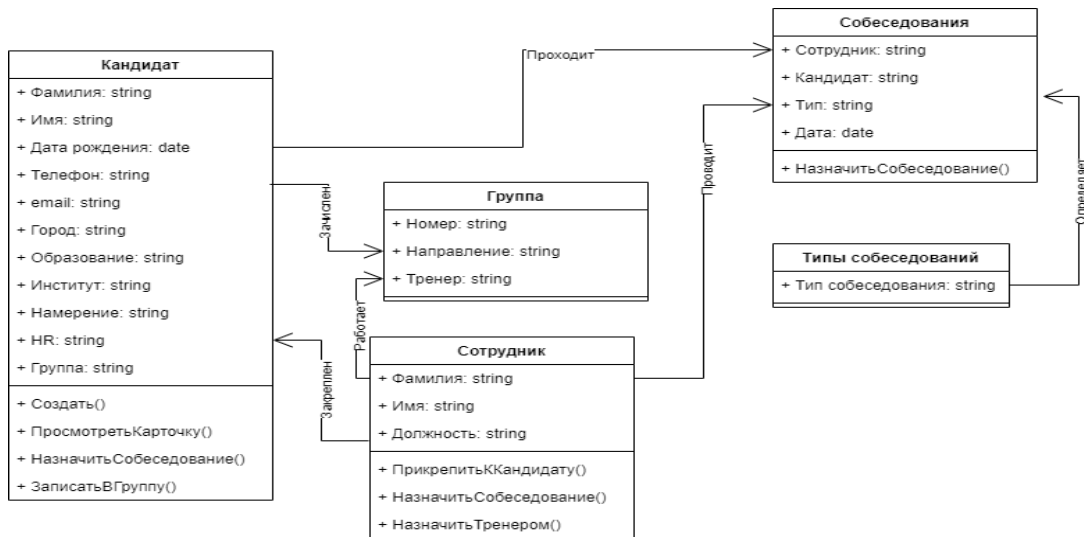 Кандидат
+ Фамилия: string
+ Имя: string
+ Дата рождения: date
+ Телефон: string
+ email: string
+ Город: string
+ Образование: string
+ Институт: string
+ Намерение: string
+ HR: string
+ Группа: string
+ Создать()
+ ПросмотретьКарточку()
+ НазначитьСобеседование()
+ ЗаписатьВГруппу()
Проходит
Зачислен
Группа
+ Номер: string
+ Направление: string
+ Тренер: string
Работает
Закреплен
Сотрудник
+ Фамилия: string
+ Имя: string
+ Должность: string
+ ПрикрепитьККандидату()
+ НазначитьСобеседование()
+ НазначитьТренером()
Проводит
Собеседования
+ Сотрудник: string
+ Кандидат: string
+ Тип: string
+ Дата: date
+ НазначитьСобеседование()
Определяет
Типы собеседований
+ Тип собеседования: string